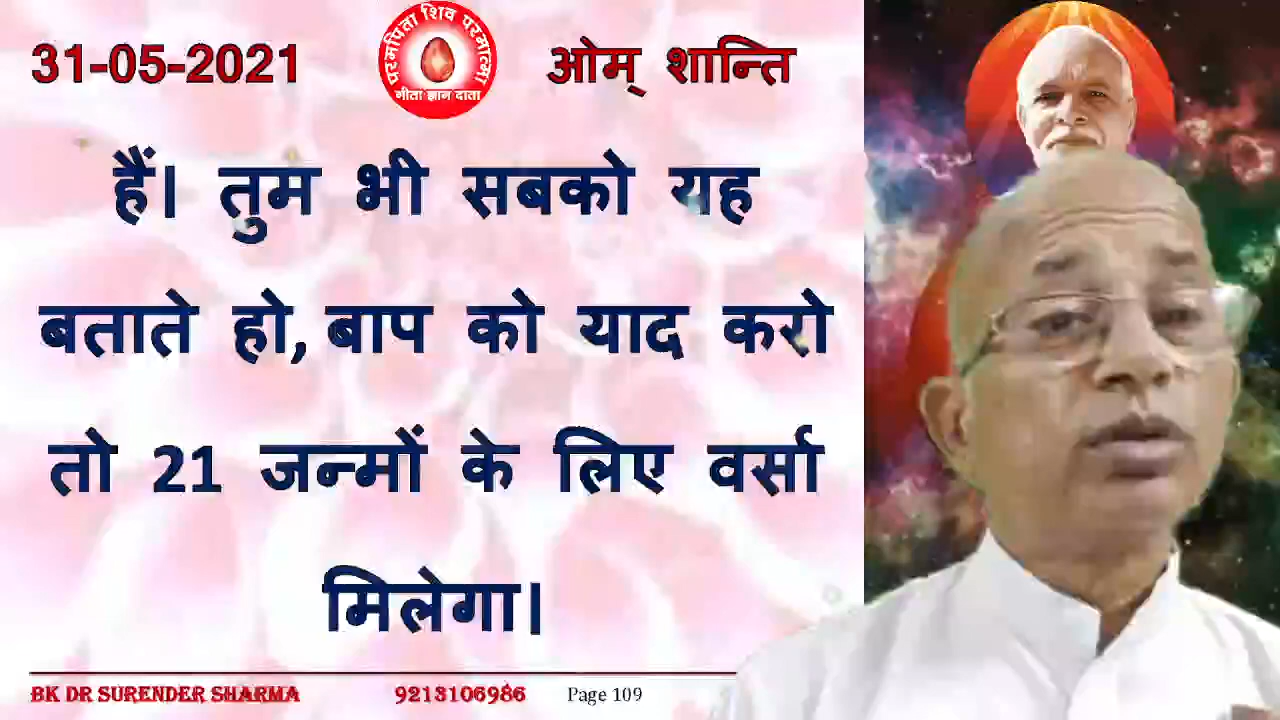 31-05-2021
परमपिता शिव परमात्मा
गीता ज्ञान दाता
ओम् शान्ति
हैं। तुम भी सबको यह
बताते हो, बाप को याद करो
तो 21 जन्मों के लिए वर्सा
मिलेगा।
BK DR SURENDER SHARMA 9213106986 Page 109